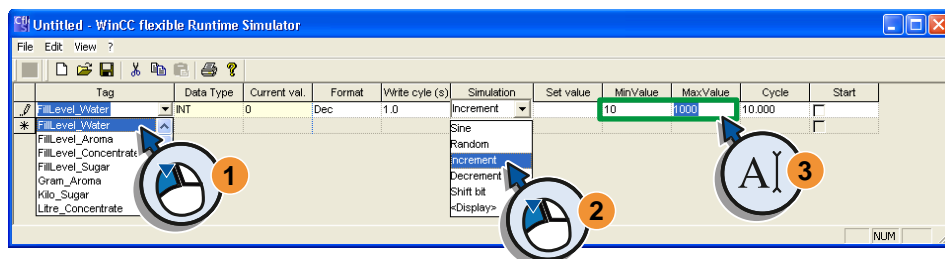 Untitled - WinCC flexible Runtime Simulator
File Edit View ?
Tag Data Type Current val. Format Write cyle (s) Simulation Set value MinValue MaxValue Cycle Start
FillLevel_Water INT 0 Dec 1.0 Increment 10 1000 10.000
FillLevel_Water
FillLevel_Aroma
FillLevel_Concentrate
FillLevel_Sugar
Gram_Aroma
Kilo_Sugar
Litre_Concentrate
1
Sine
Random
Increment
Decrement
Shift bit
<Display>
2
A
3
NUM